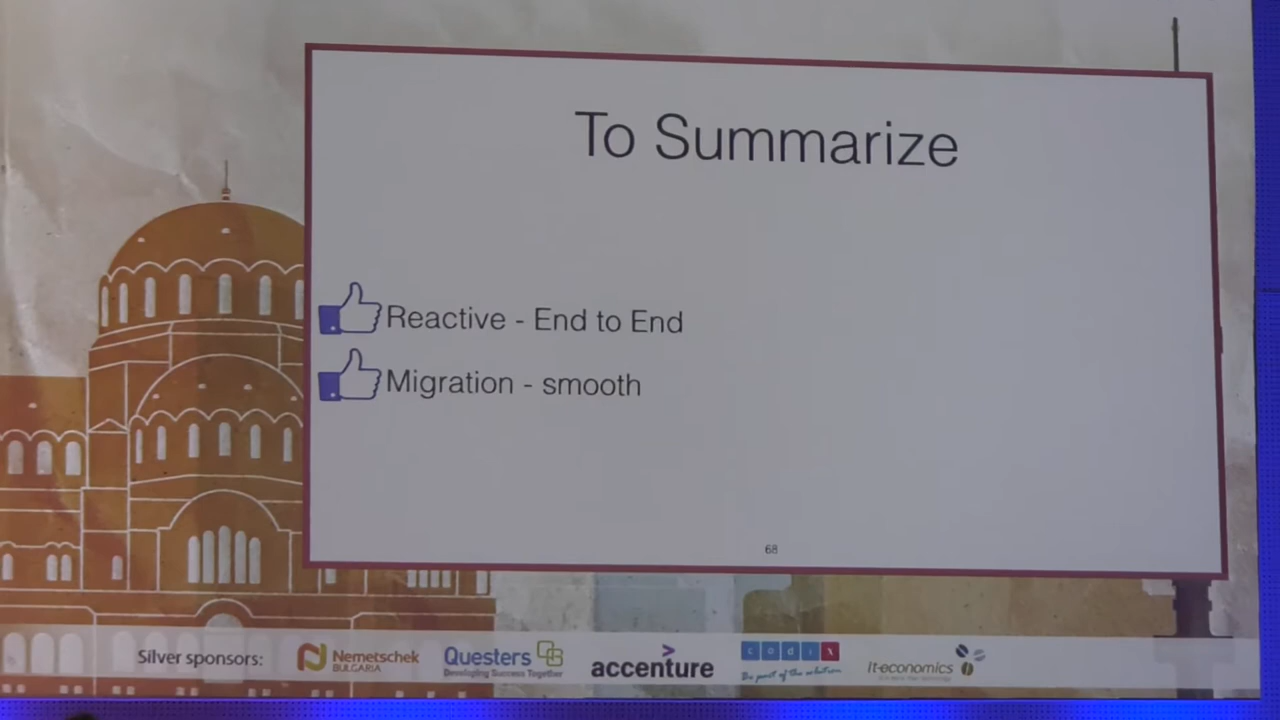 To Summarize
Reactive - End to End
Migration - smooth
68
Silver sponsors:
Nemetschek
BULGARIA
Questers
Developing Success Together
accenture
codix
Be part of the solution
it-economics